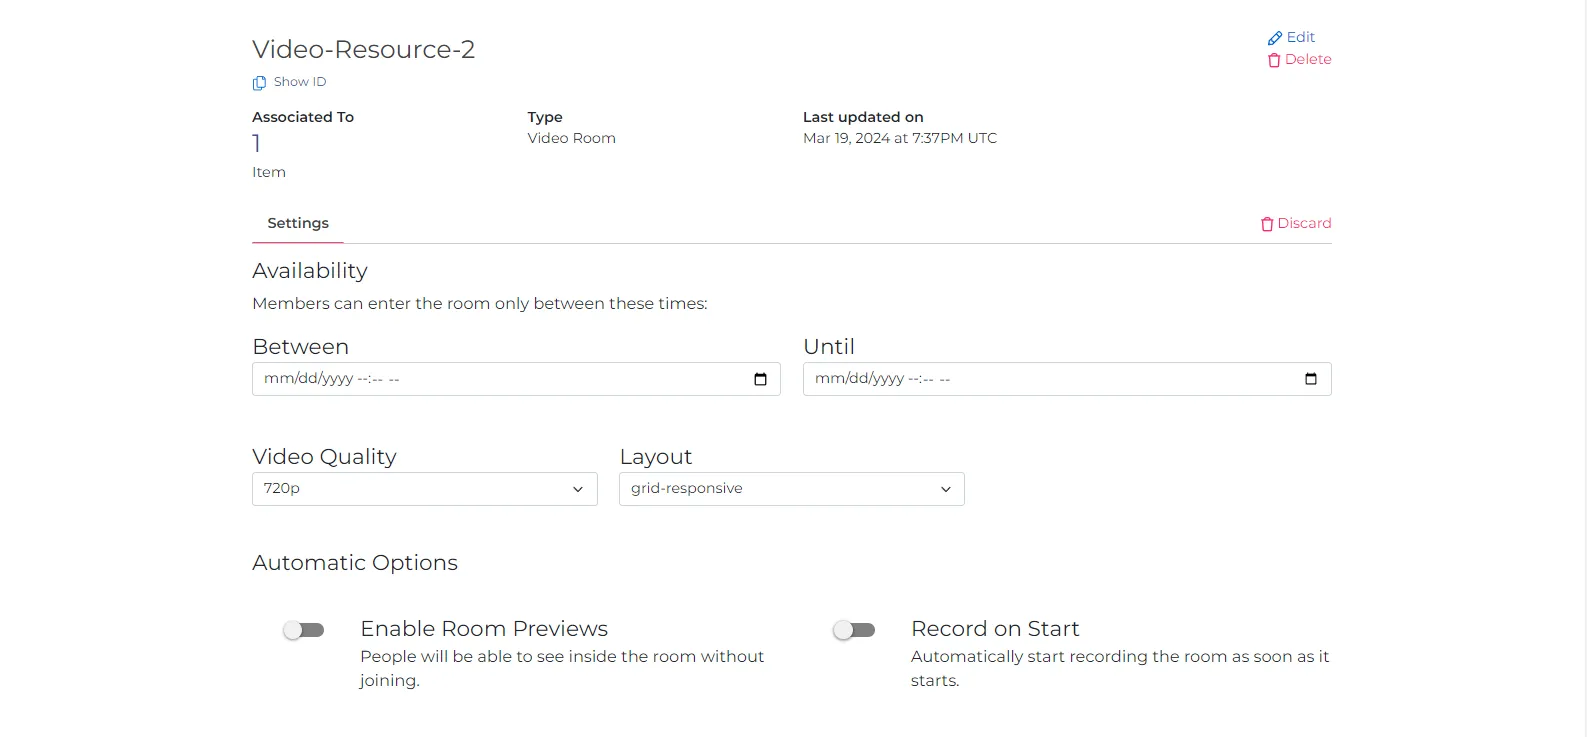 Video-Resource-2
Edit
Delete
Show ID
Associated To
Type
Last updated on
1
Video Room
Mar 19, 2024 at 7:37PM UTC
Item
Settings
Discard
Availability
Members can enter the room only between these times:
Between
Until
mm/dd/yyyy --:-- --
mm/dd/yyyy --:-- --
Video Quality
Layout
720p
grid-responsive
Automatic Options
Enable Room Previews
People will be able to see inside the room without
joining.
Record on Start
Automatically start recording the room as soon as it
starts.